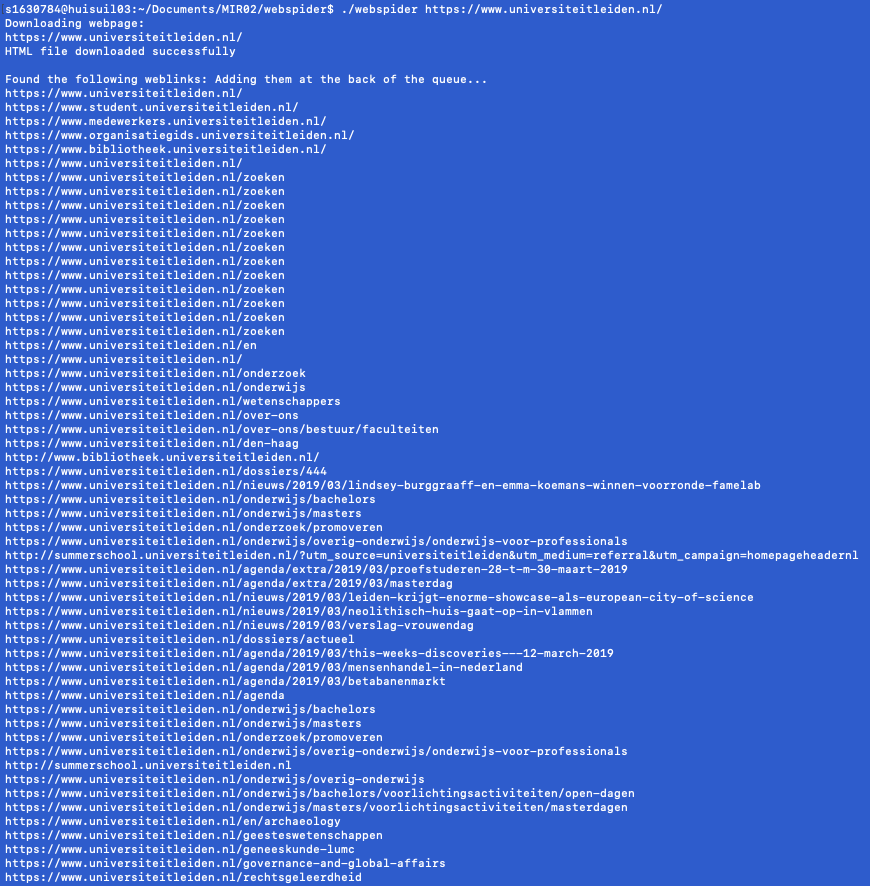 s1630784@huisuil03:~/Documents/MIR02/webspider$ ./webspider https://www.universiteitleiden.nl/
Downloading webpage:
https://www.universiteitleiden.nl/
HTML file downloaded successfully
Found the following weblinks: Adding them at the back of the queue...
https://www.universiteitleiden.nl/
https://www.student.universiteitleiden.nl/
https://www.medewerkers.universiteitleiden.nl/
https://www.organisatiegids.universiteitleiden.nl/
https://www.bibliotheek.universiteitleiden.nl/
https://www.universiteitleiden.nl/
https://www.universiteitleiden.nl/zoeken
https://www.universiteitleiden.nl/zoeken
https://www.universiteitleiden.nl/zoeken
https://www.universiteitleiden.nl/zoeken
https://www.universiteitleiden.nl/zoeken
https://www.universiteitleiden.nl/zoeken
https://www.universiteitleiden.nl/zoeken
https://www.universiteitleiden.nl/zoeken
https://www.universiteitleiden.nl/zoeken
https://www.universiteitleiden.nl/zoeken
https://www.universiteitleiden.nl/zoeken
https://www.universiteitleiden.nl/zoeken
https://www.universiteitleiden.nl/en
https://www.universiteitleiden.nl/
https://www.universiteitleiden.nl/onderzoek
https://www.universiteitleiden.nl/onderwijs
https://www.universiteitleiden.nl/wetenschappers
https://www.universiteitleiden.nl/over-ons
https://www.universiteitleiden.nl/over-ons/bestuur/faculteiten
https://www.universiteitleiden.nl/den-haag
http://www.bibliotheek.universiteitleiden.nl/
https://www.universiteitleiden.nl/dossiers/444
https://www.universiteitleiden.nl/nieuws/2019/03/lindsey-burggraaff-en-emma-koemans-winnen-voorronde-famelab
https://www.universiteitleiden.nl/onderwijs/bachelors
https://www.universiteitleiden.nl/onderwijs/masters
https://www.universiteitleiden.nl/onderzoek/promoveren
https://www.universiteitleiden.nl/onderwijs/overig-onderwijs/onderwijs-voor-professionals
http://summerschool.universiteitleiden.nl/?utm_source=universiteitleiden&utm_medium=referral&utm_campaign=homepageheadernl
https://www.universiteitleiden.nl/agenda/extra/2019/03/proefstuderen-28-t-m-30-maart-2019
https://www.universiteitleiden.nl/agenda/extra/2019/03/masterdag
https://www.universiteitleiden.nl/nieuws/2019/03/leiden-krijgt-enorme-showcase-als-european-city-of-science
https://www.universiteitleiden.nl/nieuws/2019/03/neolithisch-huis-gaat-op-in-vlammen
https://www.universiteitleiden.nl/nieuws/2019/03/verslag-vrouwendag
https://www.universiteitleiden.nl/dossiers/actueel
https://www.universiteitleiden.nl/agenda/2019/03/this-weeks-discoveries---12-march-2019
https://www.universiteitleiden.nl/agenda/2019/03/mensenhandel-in-nederland
https://www.universiteitleiden.nl/agenda/2019/03/betabanenmarkt
https://www.universiteitleiden.nl/agenda
https://www.universiteitleiden.nl/onderwijs/bachelors
https://www.universiteitleiden.nl/onderwijs/masters
https://www.universiteitleiden.nl/onderzoek/promoveren
https://www.universiteitleiden.nl/onderwijs/overig-onderwijs/onderwijs-voor-professionals
http://summerschool.universiteitleiden.nl
https://www.universiteitleiden.nl/onderwijs/overig-onderwijs
https://www.universiteitleiden.nl/onderwijs/bachelors/voorlichtingsactiviteiten/open-dagen
https://www.universiteitleiden.nl/onderwijs/masters/voorlichtingsactiviteiten/masterdagen
https://www.universiteitleiden.nl/en/archaeology
https://www.universiteitleiden.nl/geesteswetenschappen
https://www.universiteitleiden.nl/geneeskunde-lumc
https://www.universiteitleiden.nl/governance-and-global-affairs
https://www.universiteitleiden.nl/rechtsgeleerdheid